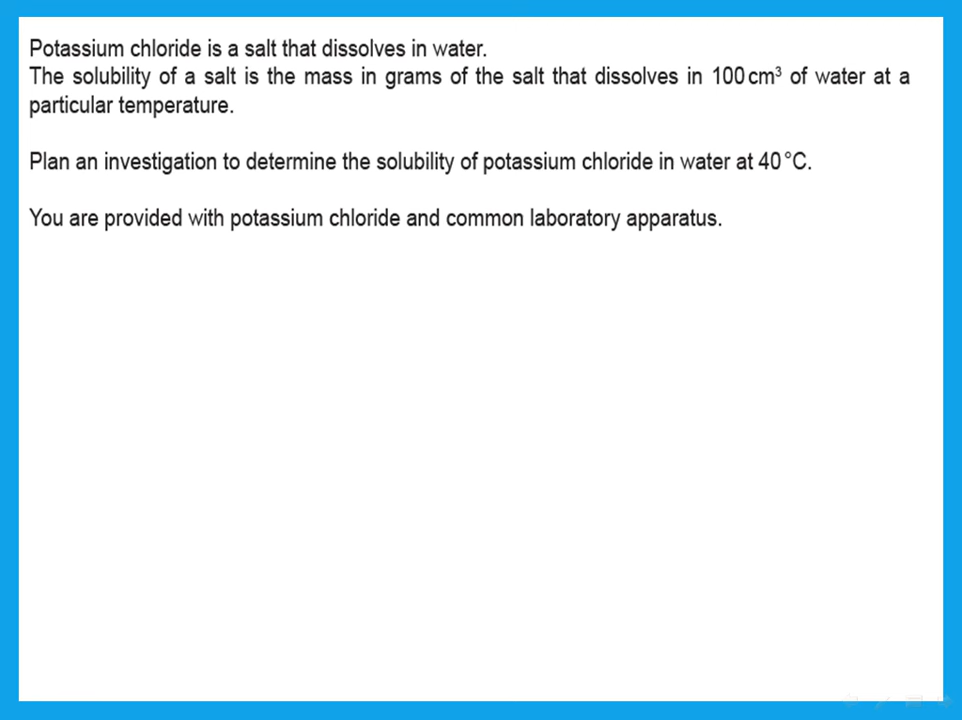 Potassium chloride is a salt that dissolves in water.
The solubility of a salt is the mass in grams of the salt that dissolves in 100 cm³ of water at a
particular temperature.
Plan an investigation to determine the solubility of potassium chloride in water at 40 °C.
You are provided with potassium chloride and common laboratory apparatus.